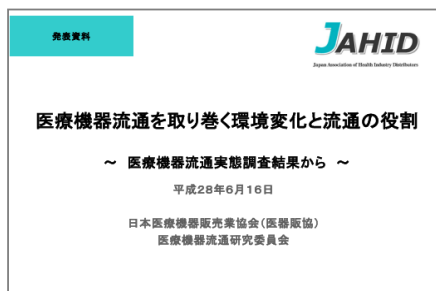 発表資料
JAHID
Japan Association of Health Industry Distributors
医療機器流通を取り巻く環境変化と流通の役割
～ 医療機器流通実態調査結果から ～
平成28年6月16日
日本医療機器販売業協会(医器販協)
医療機器流通研究委員会